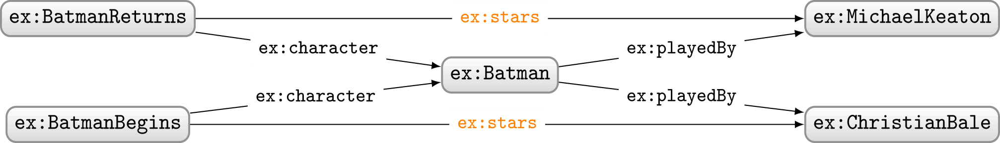 ex:BatmanReturns ex:stars ex:MichaelKeaton
ex:character ex:playedBy
ex:Batman
ex:character ex:playedBy
ex:BatmanBegins ex:stars ex:ChristianBale